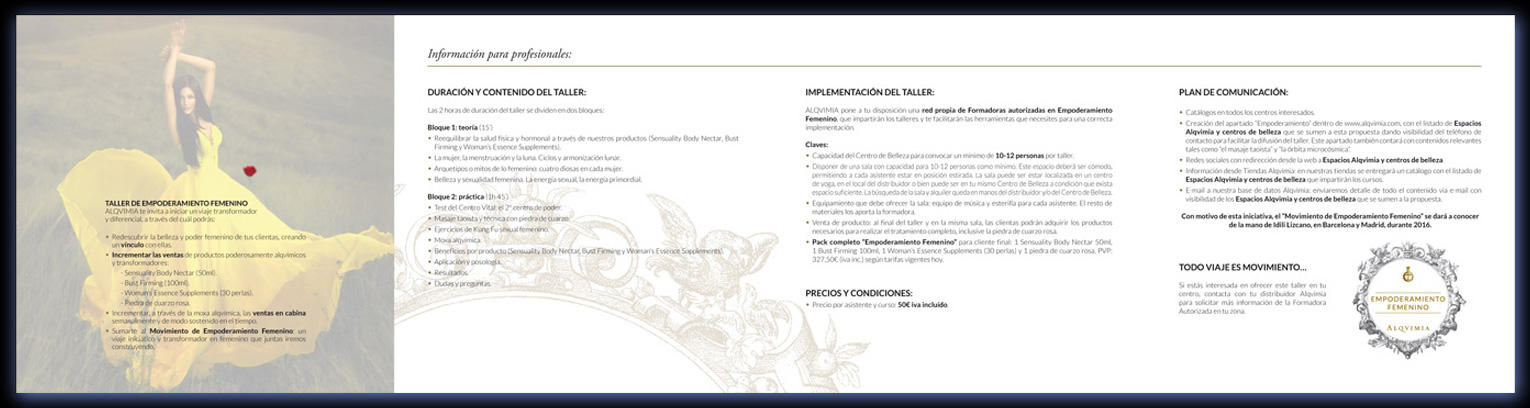 TALLER DE EMPODERAMIENTO FEMENINO
ALQVIMIA te invita a iniciar un viaje transformador
y diferencial, a través del cuál podrás:
• Redescubrir la belleza y poder femenino de tus clientas, creando
un vínculo con ellas.
• Incrementar las ventas de productos poderosamente alquímicos
y transformadores:
- Sensuality Body Nectar (50ml).
- Bust Firming (100ml).
- Woman's Essence Supplements (30 perlas).
- Piedra de cuarzo rosa.
• Incrementar, a través de la moxa alquímica, las ventas en cabina
semanalmente y de modo sostenido en el tiempo.
• Sumarte al Movimiento de Empoderamiento Femenino: un
viaje iniciático y transformador en femenino que juntas iremos
construyendo.
Información para profesionales:
DURACIÓN Y CONTENIDO DEL TALLER:
Las 2 horas de duración del taller se dividen en dos bloques:
Bloque 1: teoría (15')
• Reequilibrar la salud física y hormonal a través de nuestros productos (Sensuality Body Nectar, Bust
Firming y Woman's Essence Supplements).
• La mujer, la menstruación y la luna. Ciclos y armonización lunar.
• Arquetipos o mitos de lo femenino: cuatro diosas en cada mujer.
• Belleza y sexualidad femenina. La energía sexual, la energía primordial.
Bloque 2: práctica (1h 45')
• Test del Centro Vital: el 2º centro de poder.
• Masaje taoísta y técnica con piedra de cuarzo.
• Ejercicios de Kung Fu sexual femenino.
• Moxa alquímica.
• Beneficios por producto (Sensuality Body Nectar, Bust Firming y Woman's Essence Supplements).
• Aplicación y posología.
• Resultados.
• Dudas y preguntas.
IMPLEMENTACIÓN DEL TALLER:
ALQVIMIA pone a tu disposición una red propia de Formadoras autorizadas en Empoderamiento
Femenino, que impartirán los talleres y te facilitarán las herramientas que necesites para una correcta
implementación.
Claves:
• Capacidad del Centro de Belleza para convocar un mínimo de 10-12 personas por taller.
• Disponer de una sala con capacidad para 10-12 personas como mínimo. Este espacio deberá ser cómodo,
permitiendo a cada asistente estar en posición estirada. La sala puede estar localizada en un centro
de yoga, en el local del distribuidor o bien puede ser en tu mismo Centro de Belleza a condición que exista
espacio suficiente. La búsqueda de la sala y alquiler queda en manos del distribuidor y/o del Centro de Belleza.
• Equipamiento que debe ofrecer la sala: equipo de música y esterilla para cada asistente. El resto de
materiales los aporta la formadora.
• Venta de producto: al final del taller y en la misma sala, las clientas podrán adquirir los productos
necesarios para realizar el tratamiento completo, inclusive la piedra de cuarzo rosa.
• Pack completo "Empoderamiento Femenino" para cliente final: 1 Sensuality Body Nectar 50ml,
1 Bust Firming 100ml, 1 Woman's Essence Supplements (30 perlas) y 1 piedra de cuarzo rosa. PVP:
327,50€ (iva inc.) según tarifas vigentes hoy.
PRECIOS Y CONDICIONES:
• Precio por asistente y curso: 50€ iva incluido.
PLAN DE COMUNICACIÓN:
• Catálogos en todos los centros interesados.
• Creación del apartado "Empoderamiento" dentro de www.alqvimia.com, con el listado de Espacios
Alqvimia y centros de belleza que se sumen a esta propuesta dando visibilidad del teléfono de
contacto para facilitar la difusión del taller. Este apartado también contará con contenidos relevantes
tales como "el masaje taoísta" y "la órbita microcósmica".
• Redes sociales con redirección desde la web a Espacios Alqvimia y centros de belleza
• Información desde Tiendas Alqvimia: en nuestras tiendas se entregará un catálogo con el listado de
Espacios Alqvimia y centros de belleza que impartirán los cursos.
• E-mail a nuestra base de datos Alqvimia: enviaremos detalle de todo el contenido vía e-mail con
visibilidad de los Espacios Alqvimia y centros de belleza que se sumen a la propuesta.
Con motivo de esta iniciativa, el "Movimiento de Empoderamiento Femenino" se dará a conocer
de la mano de Idili Lizcano, en Barcelona y Madrid, durante 2016.
TODO VIAJE ES MOVIMIENTO...
Si estás interesada en ofrecer este taller en tu
centro, contacta con tu distribuidor Alqvimia
para solicitar más información de la Formadora
Autorizada en tu zona.
EMPODERAMIENTO
FEMENINO
ALQVIMIA